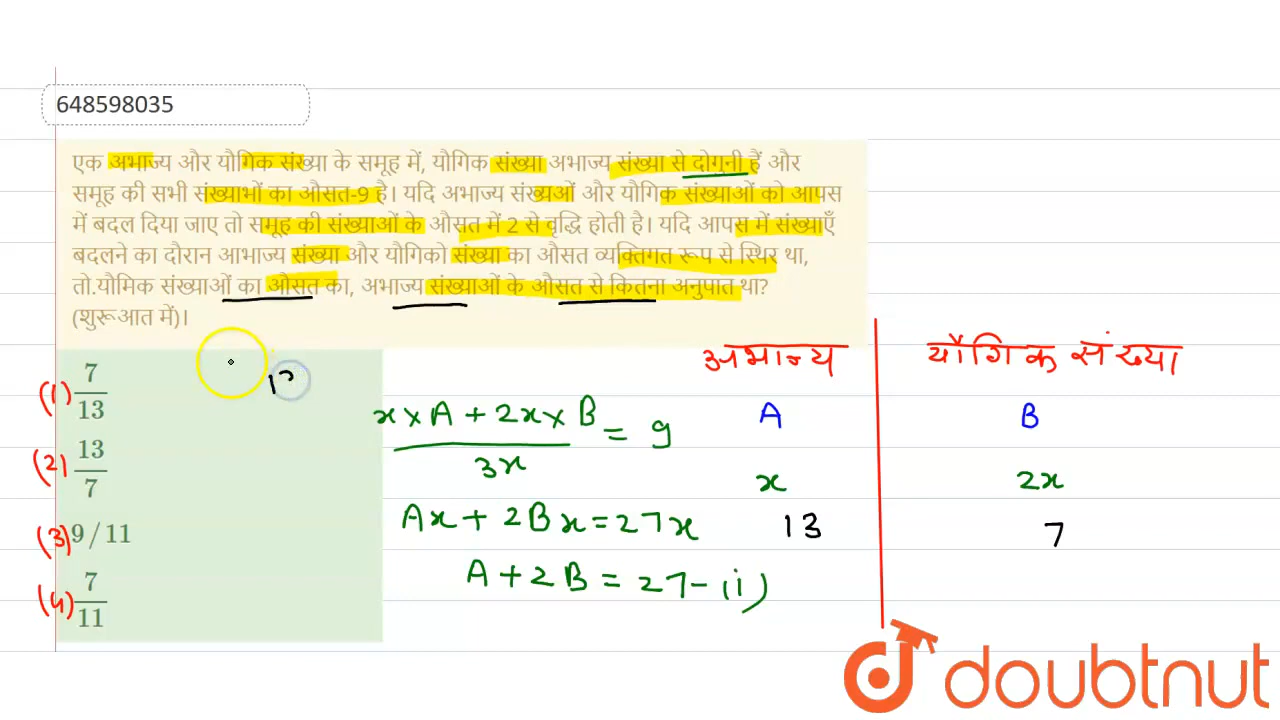 648598035
एक अभाज्य और यौगिक संख्या के समूह में, यौगिक संख्या अभाज्य संख्या से दोगुनी हैं और
समूह की सभी संख्याभों का औसत-9 है। यदि अभाज्य संख्यओं और यौगिक संख्याओं को आपस
में बदल दिया जाए तो समूह की संख्याओं के औसत में 2 से वृद्धि होती है। यदि आपस में संख्याएँ
बदलने का दौरान आभाज्य संख्या और यौगिको संख्या का औसत व्यक्तिगत रूप से स्थिर था,
तो.यौमिक संख्याओं का औसत का, अभाज्य संख्याओं के औसत से कितना अनुपात था?
(शुरूआत में)।
अभाज्य यौगिक संख्या
(1) 7/13
(2) 13/7
(3) 9/11
(4) 7/11
x×A + 2x×B / 3x = 9
Ax + 2Bx = 27x
A + 2B = 27 - (i)
A B
x 2x
13 7
doubtnut